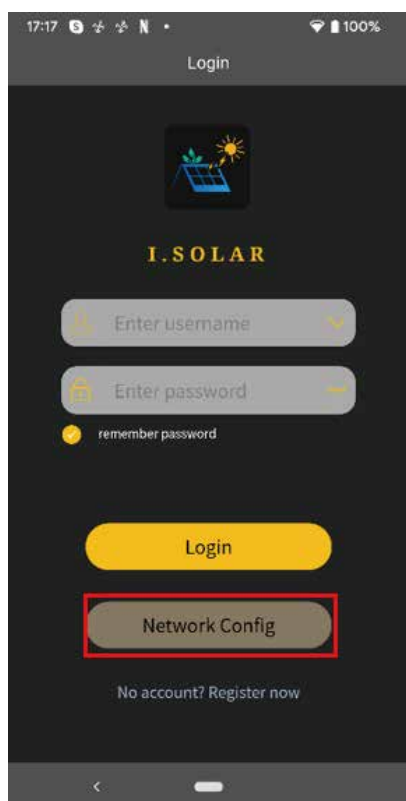 17:17 S N • 100%
Login
I.SOLAR
Enter username
Enter password
remember password
Login
Network Config
No account? Register now